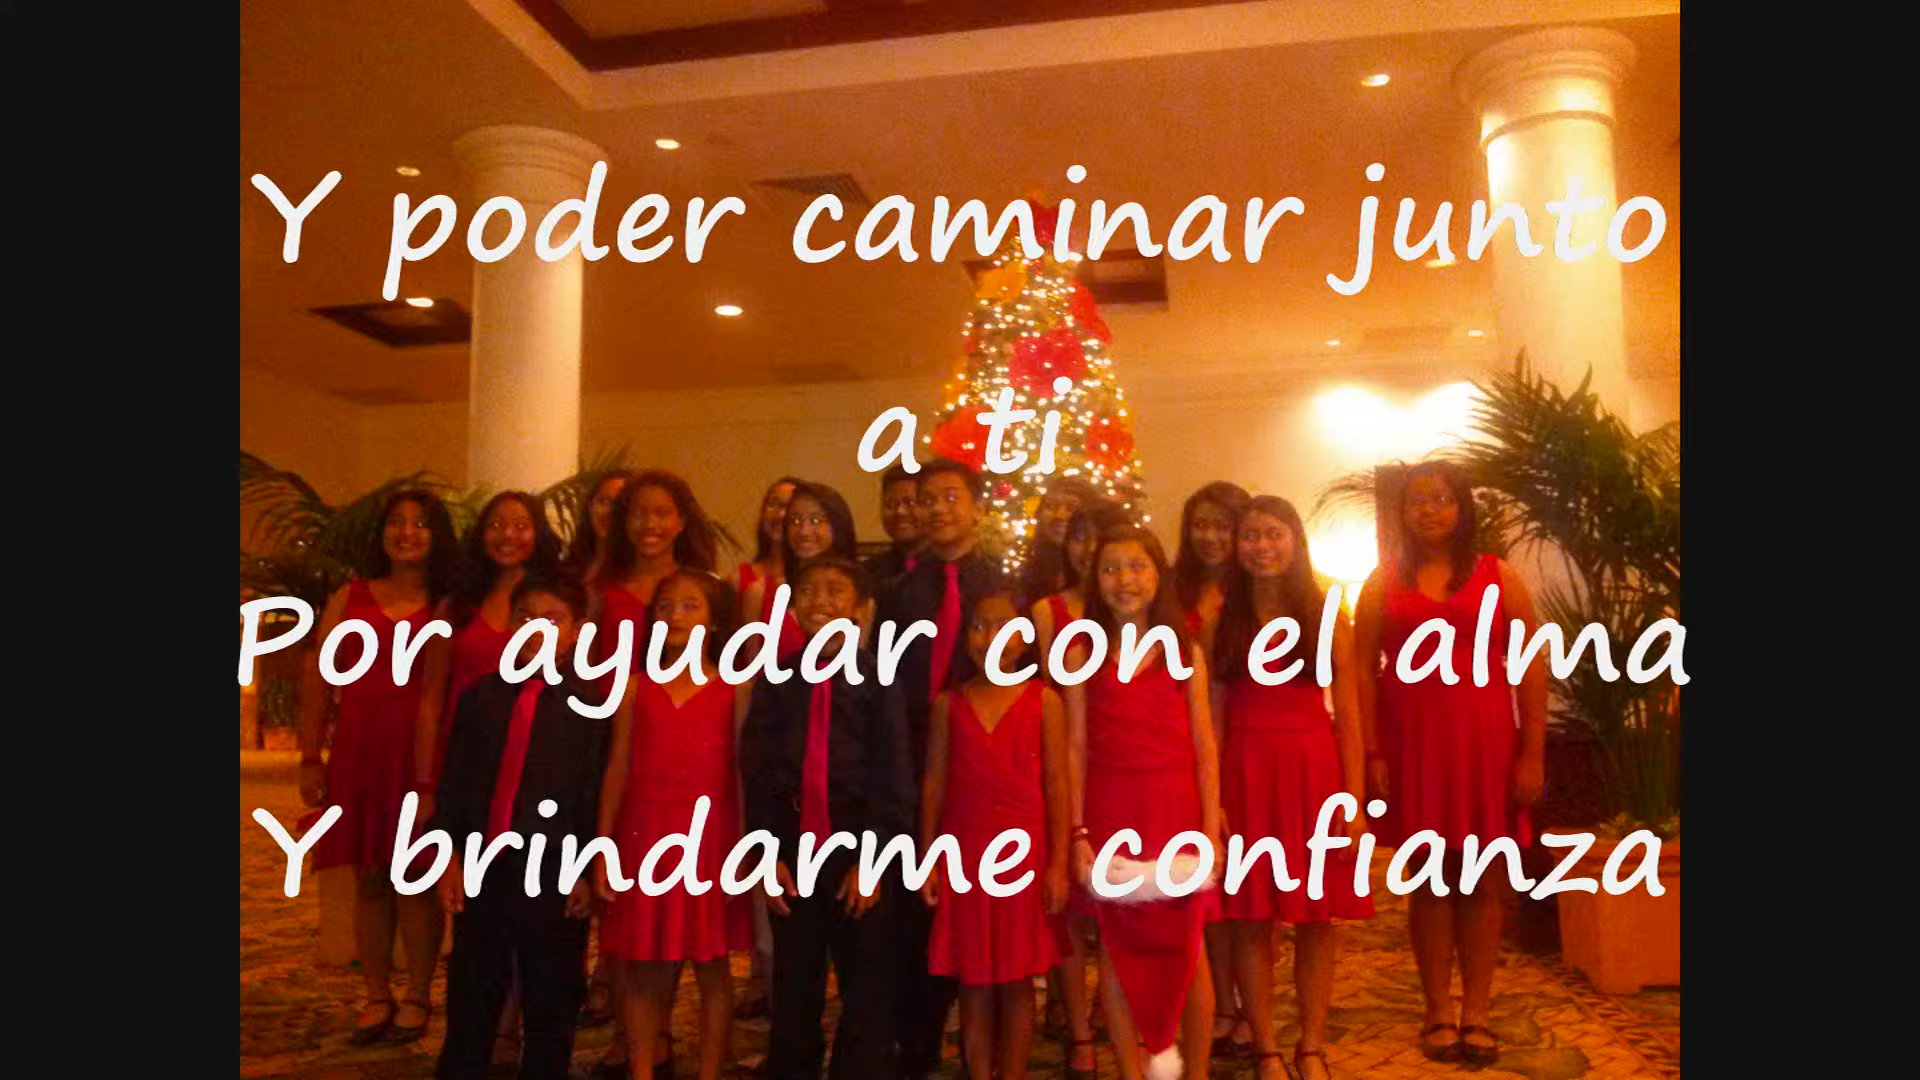 Y poder caminar junto
a ti
Por ayudar con el alma
Y brindarme confianza